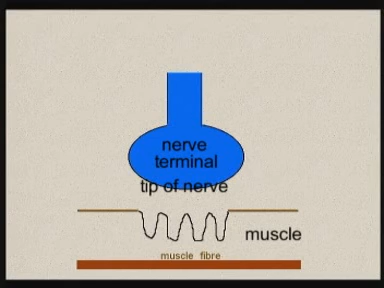 nerve
terminal
tip of nerve
muscle
muscle fibre